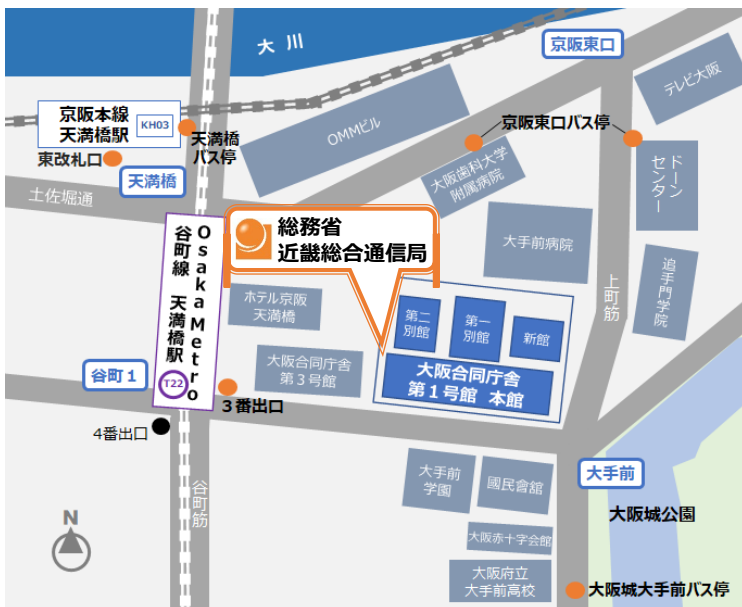 大川
京阪東口
テレビ大阪
京阪本線
天満橋駅
KH03
天満橋
バス停
東改札口
OMMビル
京阪東口バス停
大阪歯科大学
附属病院
ドーン
センター
天満橋
土佐堀通
総務省
近畿総合通信局
大手前病院
追手門
学院
上町筋
Osaka Metro
谷町線 天満橋駅
T22
ホテル京阪
天満橋
第二
別館
第一
別館
新館
大阪合同庁舎
第1号館 本館
大阪合同庁舎
第3号館
谷町1
3番出口
4番出口
谷町筋
大手前
学園
國民會舘
大手前
大阪城公園
大阪赤十字会館
大阪府立
大手前高校
大阪城大手前バス停
N